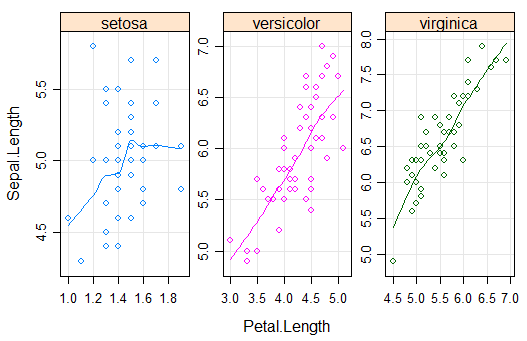 setosa
versicolor
virginica
Sepal.Length
4.5 5.0 5.5
5.0 5.5 6.0 6.5 7.0
5.0 5.5 6.0 6.5 7.0 7.5 8.0
1.0 1.2 1.4 1.6 1.8
3.0 3.5 4.0 4.5 5.0
4.5 5.0 5.5 6.0 6.5 7.0
Petal.Length